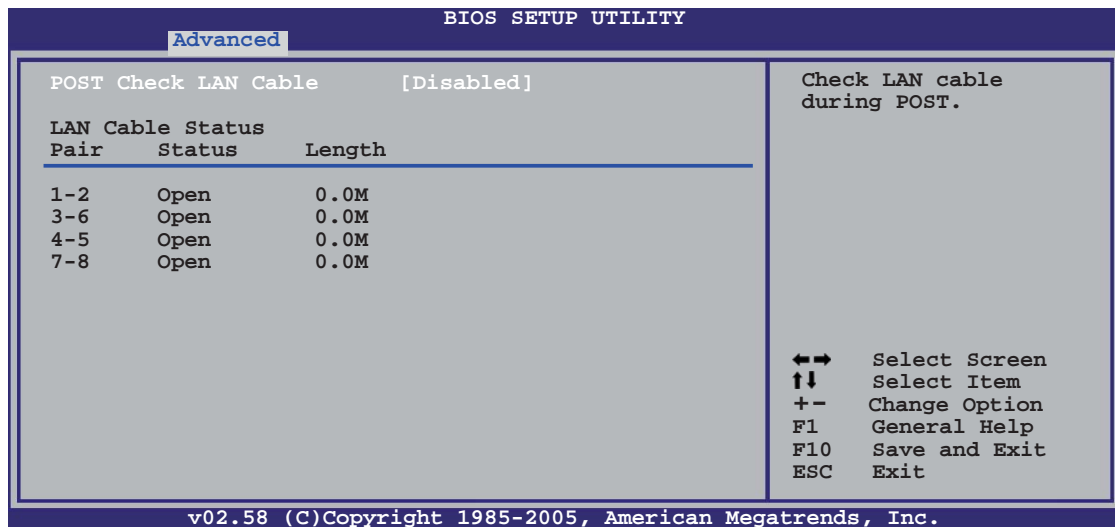 BIOS SETUP UTILITY
Advanced
POST Check LAN Cable [Disabled]
LAN Cable Status
Pair Status Length
1-2 Open 0.0M
3-6 Open 0.0M
4-5 Open 0.0M
7-8 Open 0.0M
Check LAN cable
during POST.
←→ Select Screen
↑↓ Select Item
+- Change Option
F1 General Help
F10 Save and Exit
ESC Exit
v02.58 (C)Copyright 1985-2005, American Megatrends, Inc.